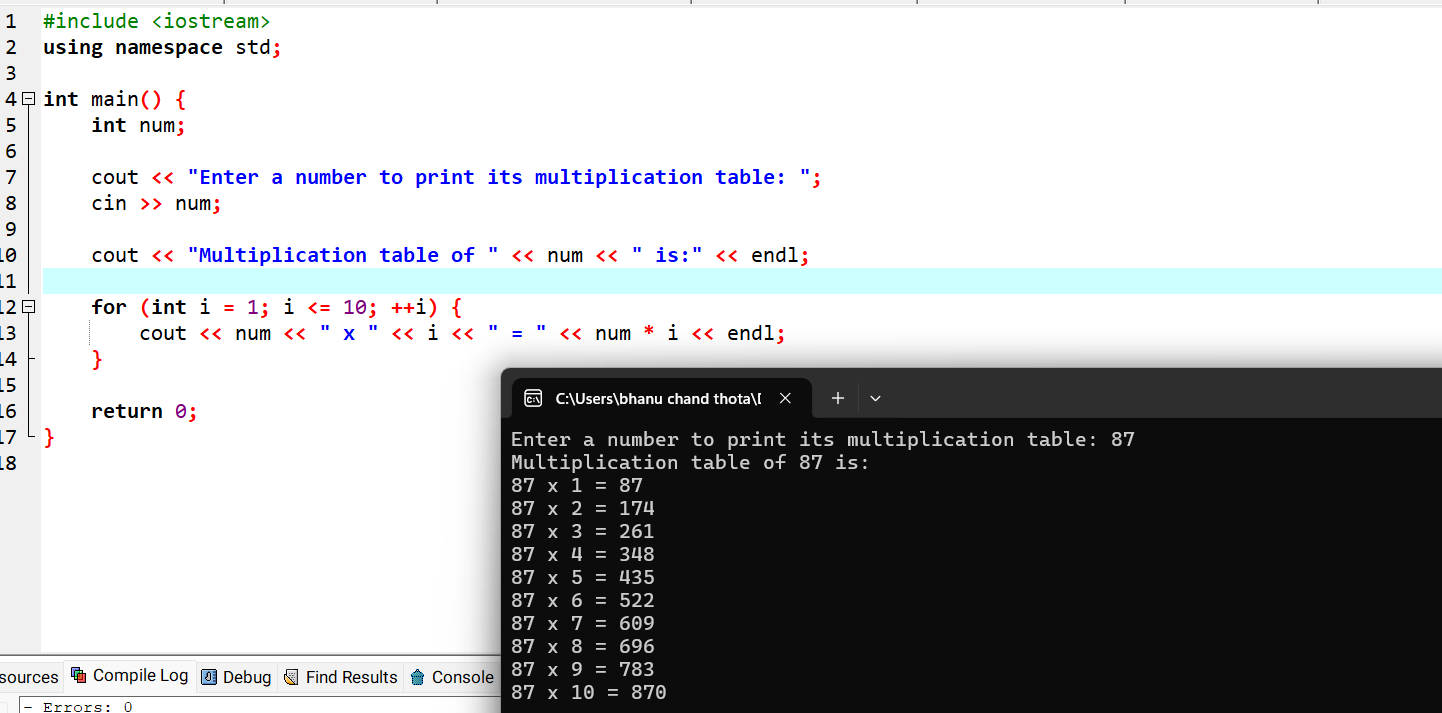 1 #include <iostream>
2 using namespace std;
3
4 int main() {
5     int num;
6
7     cout << "Enter a number to print its multiplication table: ";
8     cin >> num;
9
10     cout << "Multiplication table of " << num << " is:" << endl;
11
12     for (int i = 1; i <= 10; ++i) {
13         cout << num << " x " << i << " = " << num * i << endl;
14     }
15
16     return 0;
17 }
18
C:\Users\bhanu chand thota\
Enter a number to print its multiplication table: 87
Multiplication table of 87 is:
87 x 1 = 87
87 x 2 = 174
87 x 3 = 261
87 x 4 = 348
87 x 5 = 435
87 x 6 = 522
87 x 7 = 609
87 x 8 = 696
87 x 9 = 783
87 x 10 = 870
sources Compile Log Debug Find Results Console
- Errors: 0